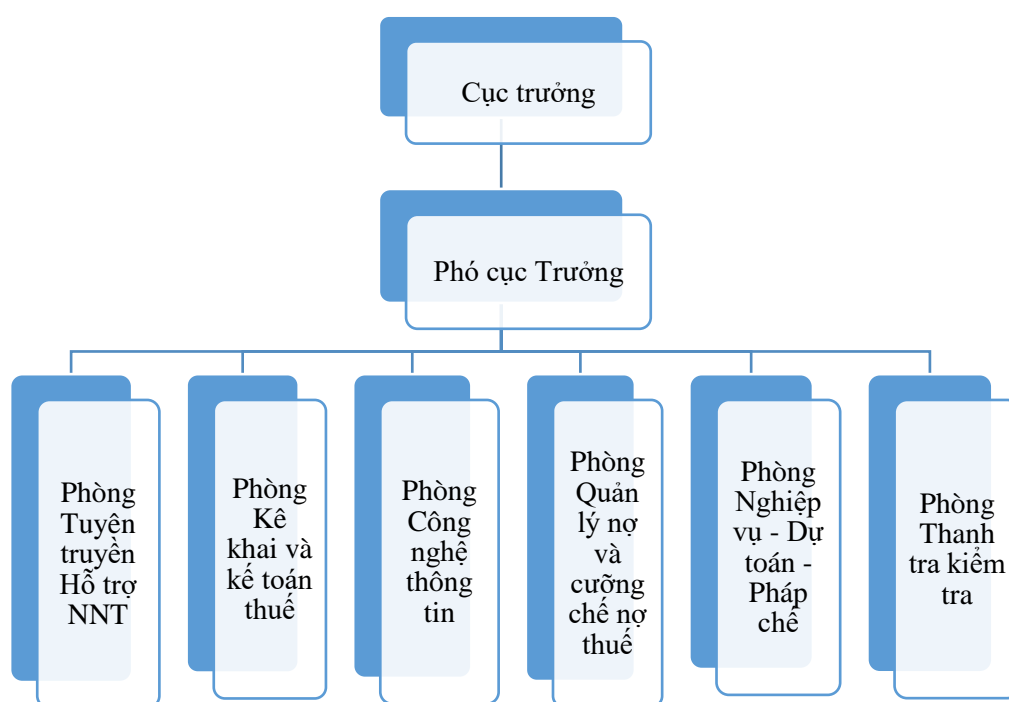 Cục trưởng
Phó cục Trưởng
Phòng
Tuyên
truyền
Hỗ trợ
NNT
Phòng
Kê
khai và
kế toán
thuế
Phòng
Công
nghệ
thông
tin
Phòng
Quản
lý nợ
và
cưỡng
chế nợ
thuế
Phòng
Nghiệp
vụ - Dự
toán -
Pháp
chế
Phòng
Thanh
tra kiểm
tra